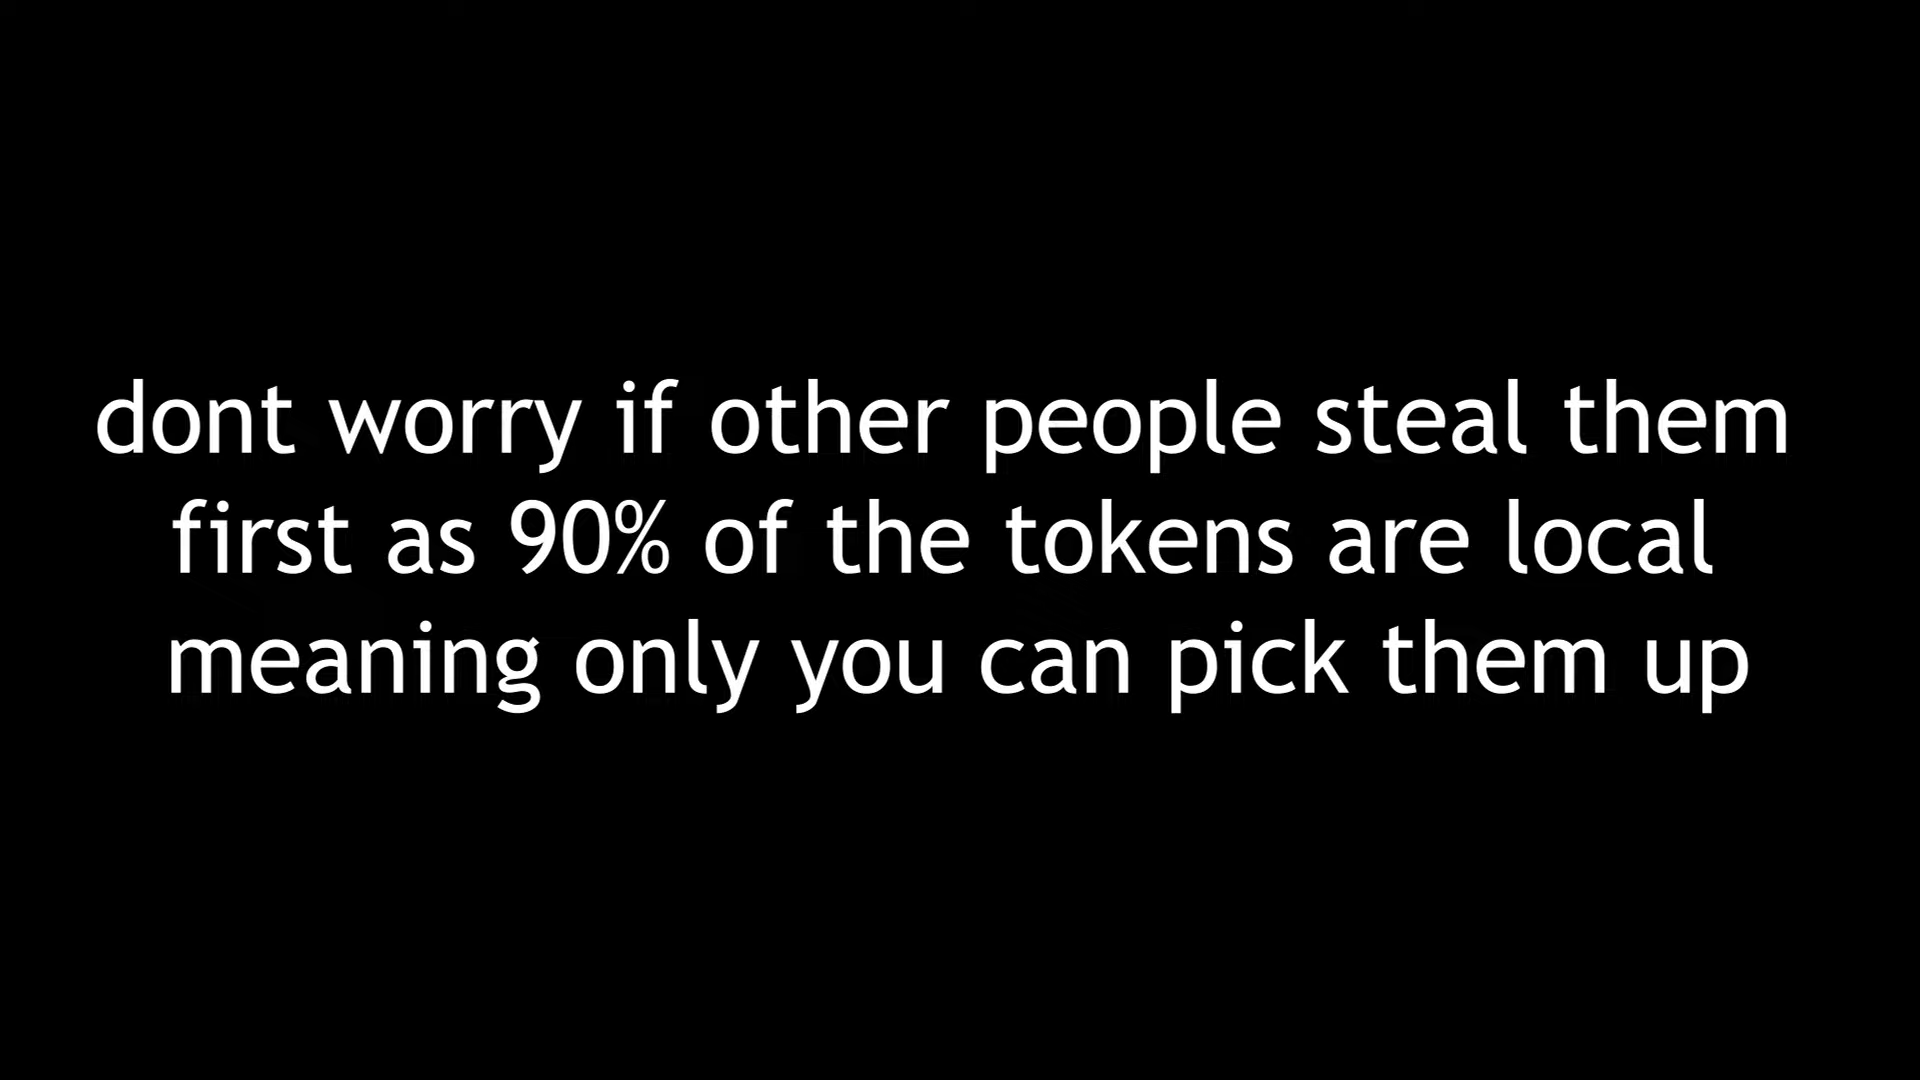 dont worry if other people steal them
first as 90% of the tokens are local
meaning only you can pick them up